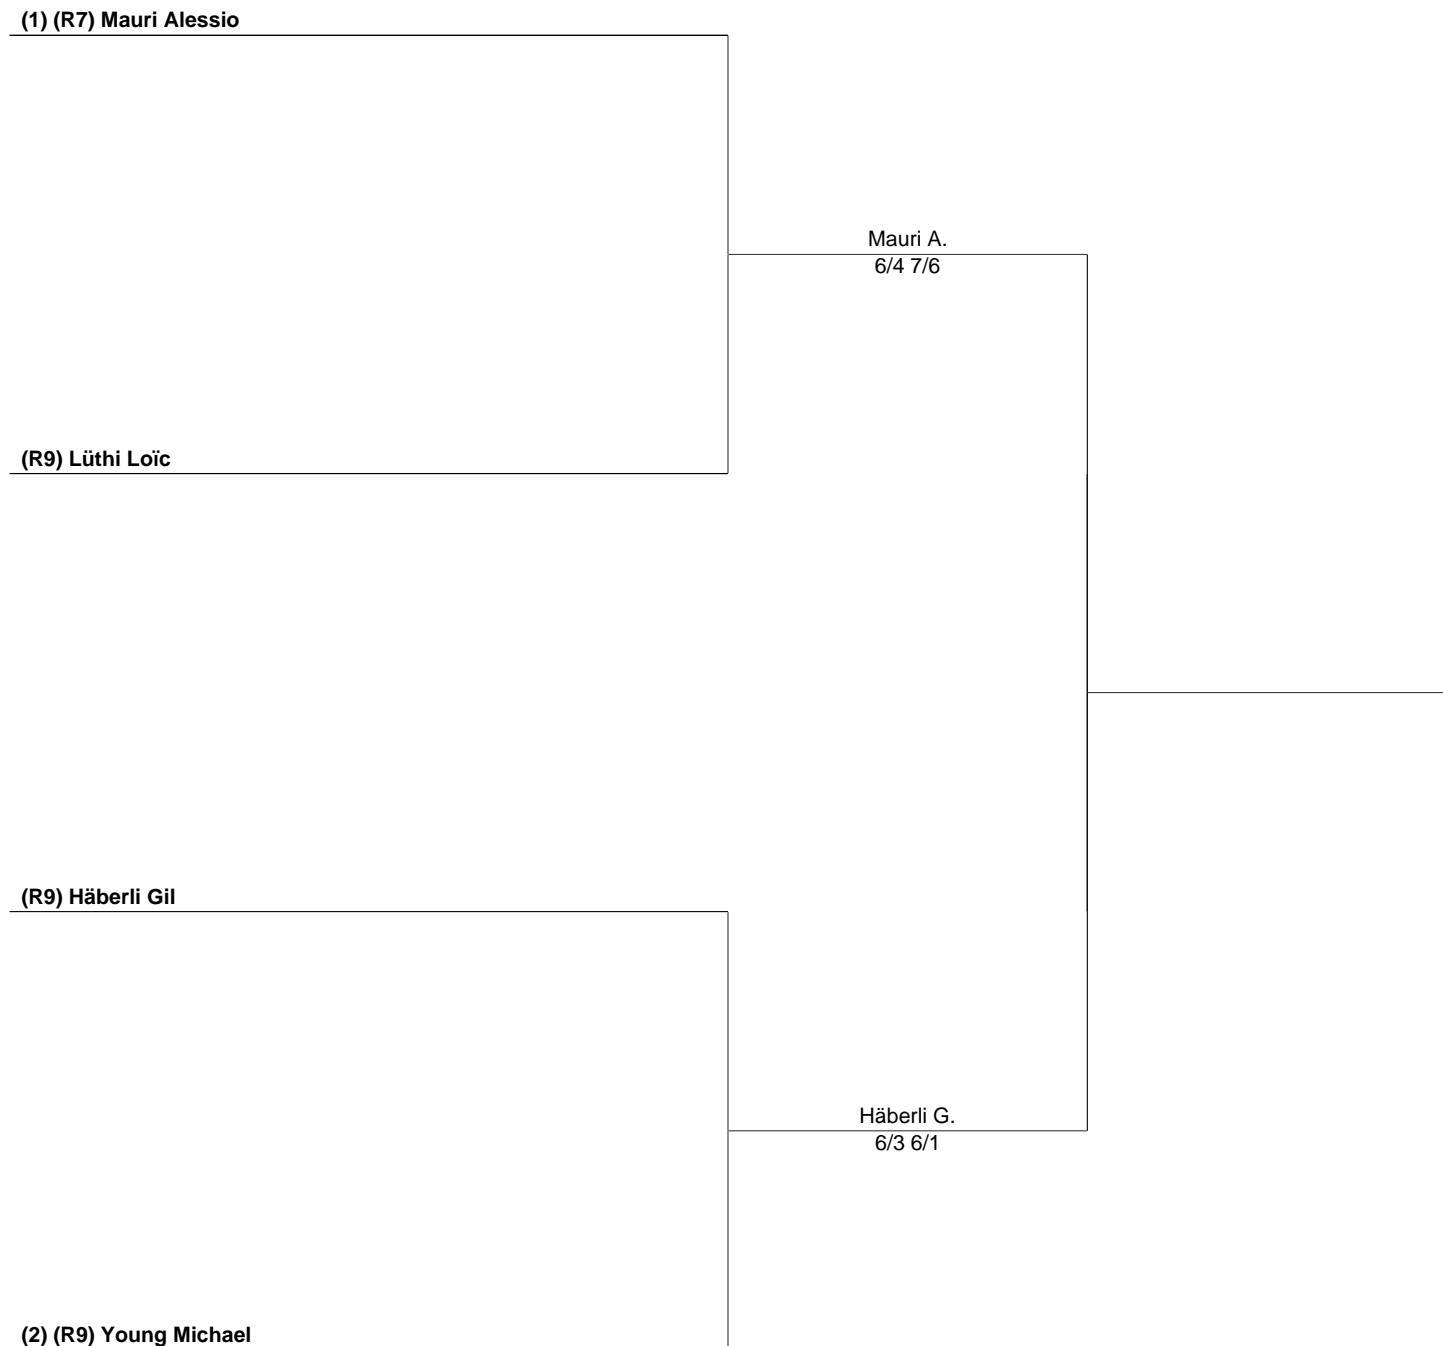 (1) (R7) Mauri Alessio
Mauri A.
6/4 7/6
(R9) Lüthi Loïc
(R9) Häberli Gil
Häberli G.
6/3 6/1
(2) (R9) Young Michael